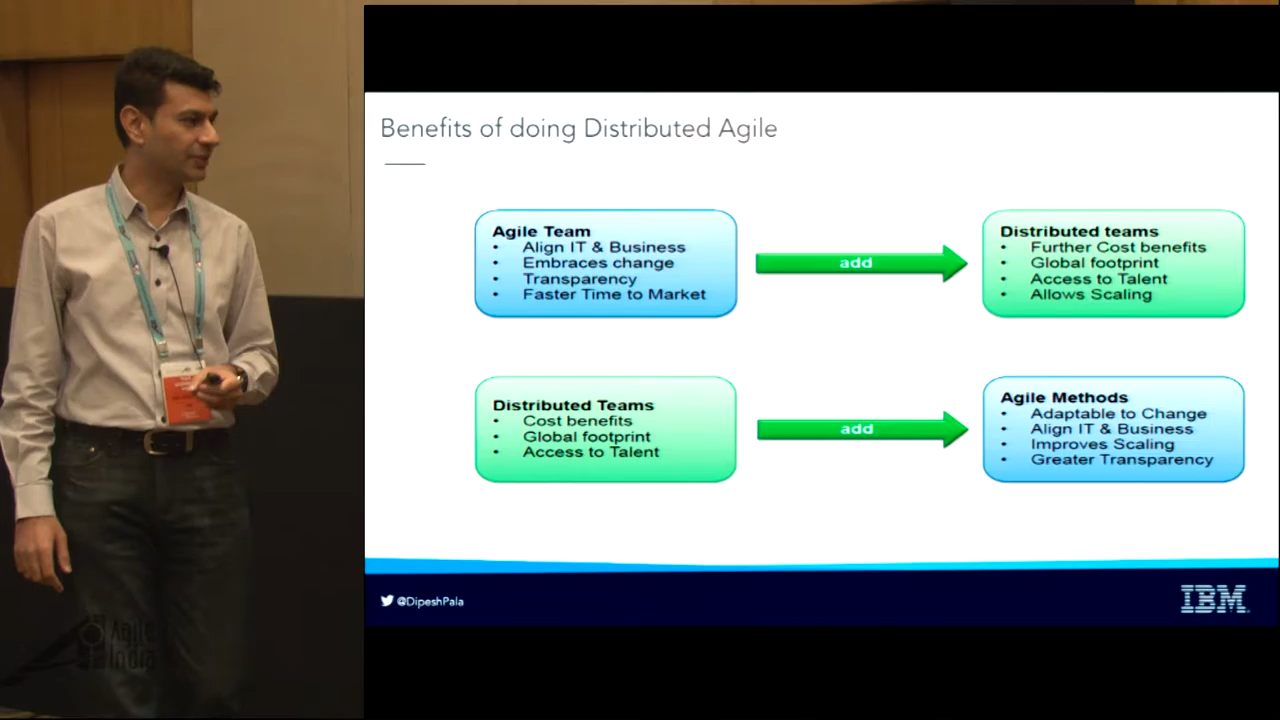 Benefits of doing Distributed Agile
Agile Team
• Align IT & Business
• Embraces change
• Transparency
• Faster Time to Market
add
Distributed teams
• Further Cost benefits
• Global footprint
• Access to Talent
• Allows Scaling
Distributed Teams
• Cost benefits
• Global footprint
• Access to Talent
add
Agile Methods
• Adaptable to Change
• Align IT & Business
• Improves Scaling
• Greater Transparency
@DipeshPala
IBM
Agile
India